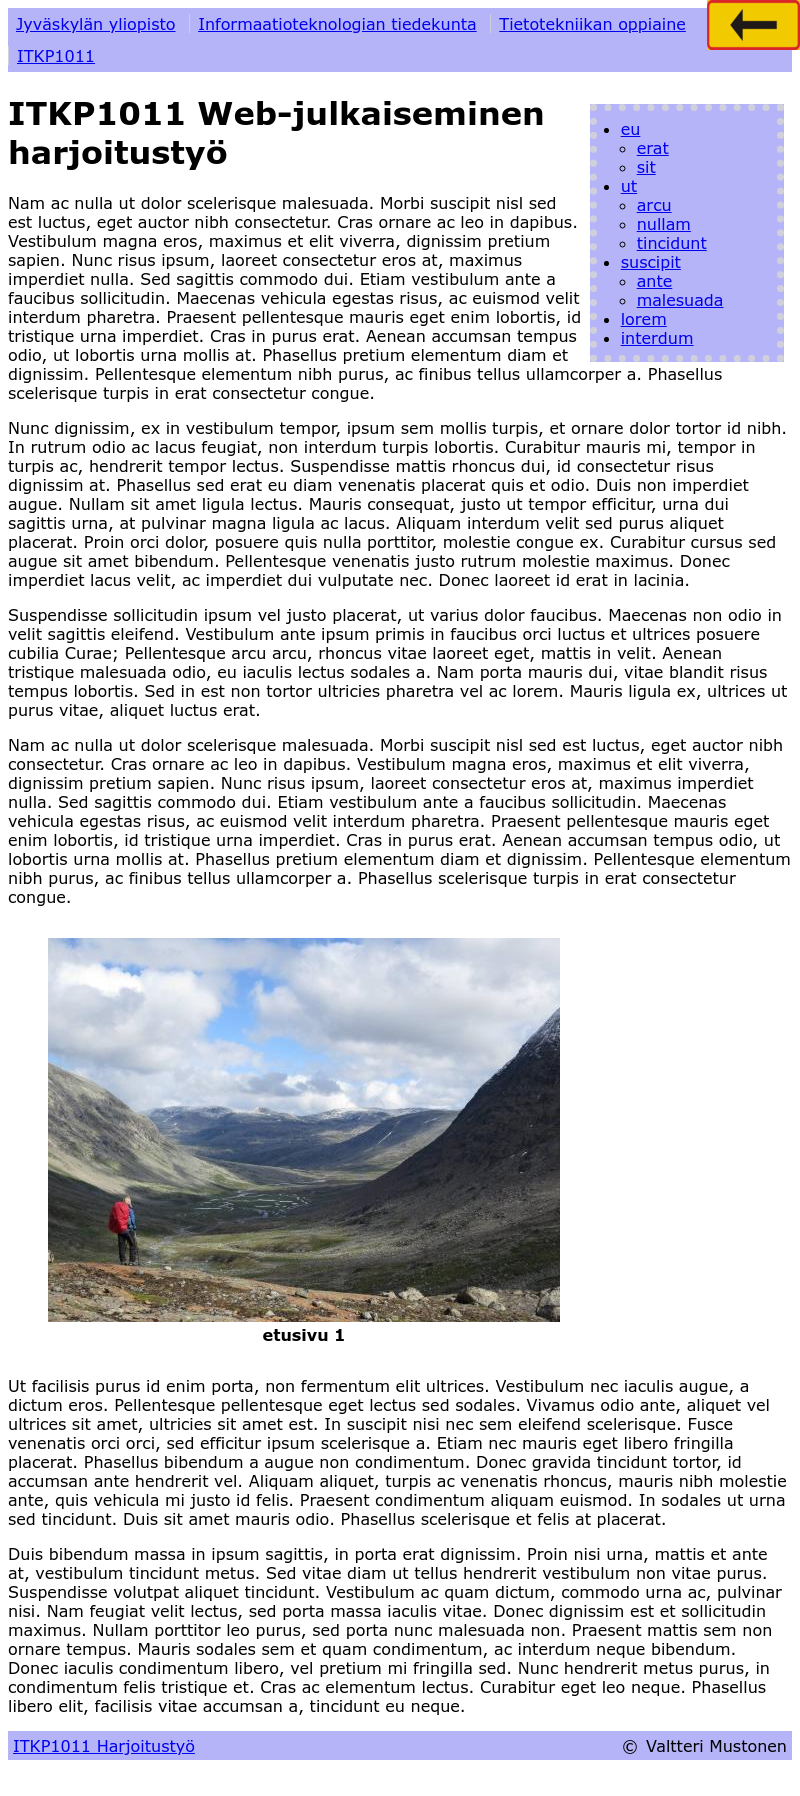 Jyväskylän yliopisto
Informaatioteknologian tiedekunta
Tietotekniikan oppiaine
ITKP1011
ITKP1011 Web-julkaiseminen
harjoitustyö
eu
erat
sit
ut
arcu
nullam
tincidunt
suscipit
ante
malesuada
lorem
interdum
Nam ac nulla ut dolor scelerisque malesuada. Morbi suscipit nisl sed
est luctus, eget auctor nibh consectetur. Cras ornare ac leo in dapibus.
Vestibulum magna eros, maximus et elit viverra, dignissim pretium
sapien. Nunc risus ipsum, laoreet consectetur eros at, maximus
imperdiet nulla. Sed sagittis commodo dui. Etiam vestibulum ante a
faucibus sollicitudin. Maecenas vehicula egestas risus, ac euismod velit
interdum pharetra. Praesent pellentesque mauris eget enim lobortis, id
tristique urna imperdiet. Cras in purus erat. Aenean accumsan tempus
odio, ut lobortis urna mollis at. Phasellus pretium elementum diam et
dignissim. Pellentesque elementum nibh purus, ac finibus tellus ullamcorper a. Phasellus
scelerisque turpis in erat consectetur congue.
Nunc dignissim, ex in vestibulum tempor, ipsum sem mollis turpis, et ornare dolor tortor id nibh.
In rutrum odio ac lacus feugiat, non interdum turpis lobortis. Curabitur mauris mi, tempor in
turpis ac, hendrerit tempor lectus. Suspendisse mattis rhoncus dui, id consectetur risus
dignissim at. Phasellus sed erat eu diam venenatis placerat quis et odio. Duis non imperdiet
augue. Nullam sit amet ligula lectus. Mauris consequat, justo ut tempor efficitur, urna dui
sagittis urna, at pulvinar magna ligula ac lacus. Aliquam interdum velit sed purus aliquet
placerat. Proin orci dolor, posuere quis nulla porttitor, molestie congue ex. Curabitur cursus sed
augue sit amet bibendum. Pellentesque venenatis justo rutrum molestie maximus. Donec
imperdiet lacus velit, ac imperdiet dui vulputate nec. Donec laoreet id erat in lacinia.
Suspendisse sollicitudin ipsum vel justo placerat, ut varius dolor faucibus. Maecenas non odio in
velit sagittis eleifend. Vestibulum ante ipsum primis in faucibus orci luctus et ultrices posuere
cubilia Curae; Pellentesque arcu arcu, rhoncus vitae laoreet eget, mattis in velit. Aenean
tristique malesuada odio, eu iaculis lectus sodales a. Nam porta mauris dui, vitae blandit risus
tempus lobortis. Sed in est non tortor ultricies pharetra vel ac lorem. Mauris ligula ex, ultrices ut
purus vitae, aliquet luctus erat.
Nam ac nulla ut dolor scelerisque malesuada. Morbi suscipit nisl sed est luctus, eget auctor nibh
consectetur. Cras ornare ac leo in dapibus. Vestibulum magna eros, maximus et elit viverra,
dignissim pretium sapien. Nunc risus ipsum, laoreet consectetur eros at, maximus imperdiet
nulla. Sed sagittis commodo dui. Etiam vestibulum ante a faucibus sollicitudin. Maecenas
vehicula egestas risus, ac euismod velit interdum pharetra. Praesent pellentesque mauris eget
enim lobortis, id tristique urna imperdiet. Cras in purus erat. Aenean accumsan tempus odio, ut
lobortis urna mollis at. Phasellus pretium elementum diam et dignissim. Pellentesque elementum
nibh purus, ac finibus tellus ullamcorper a. Phasellus scelerisque turpis in erat consectetur
congue.
etusivu 1
Ut facilisis purus id enim porta, non fermentum elit ultrices. Vestibulum nec iaculis augue, a
dictum eros. Pellentesque pellentesque eget lectus sed sodales. Vivamus odio ante, aliquet vel
ultrices sit amet, ultricies sit amet est. In suscipit nisi nec sem eleifend scelerisque. Fusce
venenatis orci orci, sed efficitur ipsum scelerisque a. Etiam nec mauris eget libero fringilla
placerat. Phasellus bibendum a augue non condimentum. Donec gravida tincidunt tortor, id
accumsan ante hendrerit vel. Aliquam aliquet, turpis ac venenatis rhoncus, mauris nibh molestie
ante, quis vehicula mi justo id felis. Praesent condimentum aliquam euismod. In sodales ut urna
sed tincidunt. Duis sit amet mauris odio. Phasellus scelerisque et felis at placerat.
Duis bibendum massa in ipsum sagittis, in porta erat dignissim. Proin nisi urna, mattis et ante
at, vestibulum tincidunt metus. Sed vitae diam ut tellus hendrerit vestibulum non vitae purus.
Suspendisse volutpat aliquet tincidunt. Vestibulum ac quam dictum, commodo urna ac, pulvinar
nisi. Nam feugiat velit lectus, sed porta massa iaculis vitae. Donec dignissim est et sollicitudin
maximus. Nullam porttitor leo purus, sed porta nunc malesuada non. Praesent mattis sem non
ornare tempus. Mauris sodales sem et quam condimentum, ac interdum neque bibendum.
Donec iaculis condimentum libero, vel pretium mi fringilla sed. Nunc hendrerit metus purus, in
condimentum felis tristique et. Cras ac elementum lectus. Curabitur eget leo neque. Phasellus
libero elit, facilisis vitae accumsan a, tincidunt eu neque.
ITKP1011 Harjoitustyö
© Valtteri Mustonen